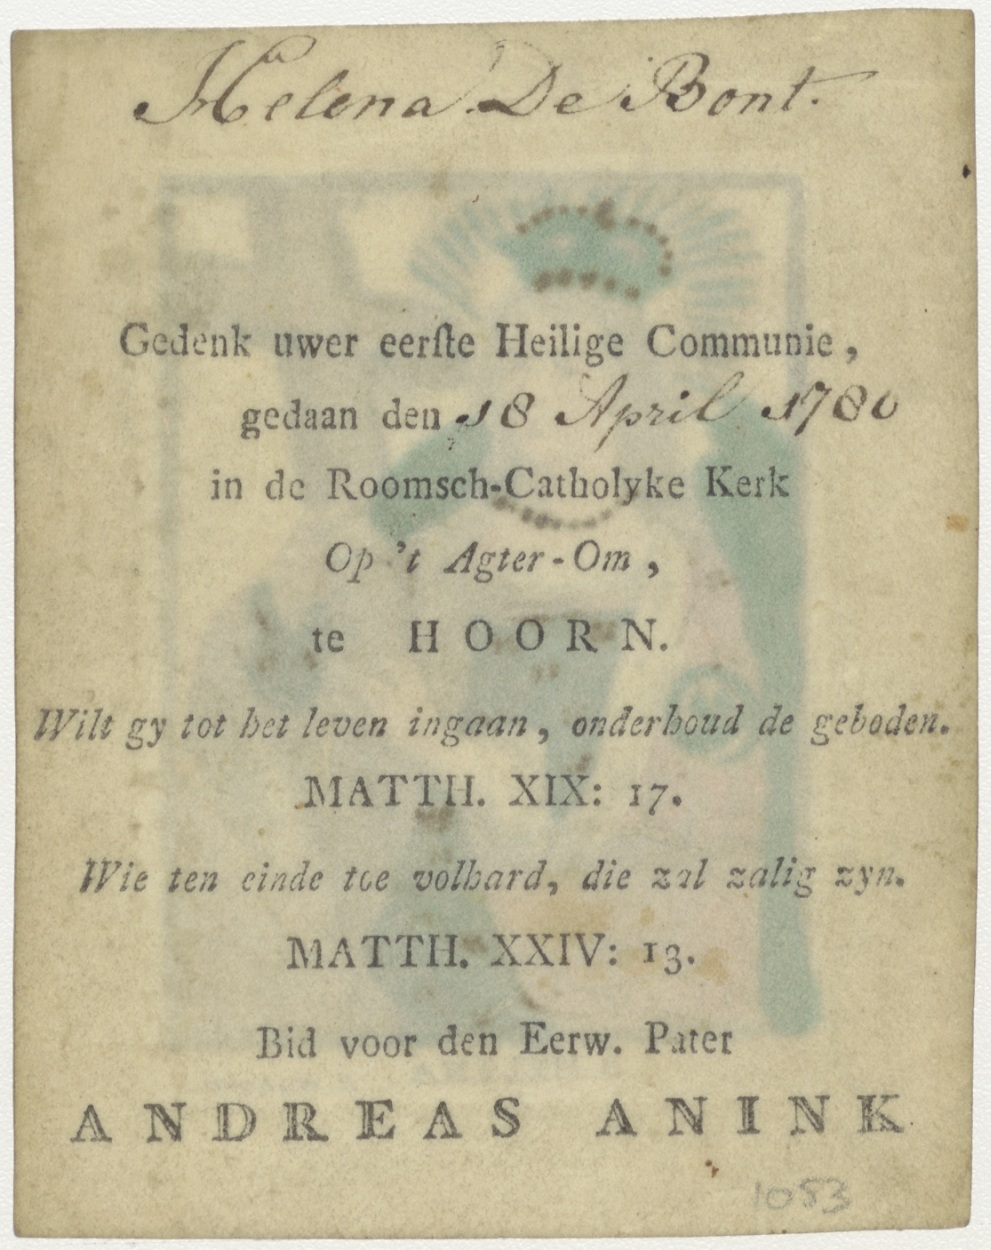 Helena De Bont.
Gedenk uwer eerſte Heilige Communie,
gedaan den 18 April 1780
in de Roomsch-Catholyke Kerk
Op 't Agter-Om,
te HOORN.
Wilt gy tot het leven ingaan, onderhoud de geboden.
MATTH. XIX: 17.
Wie ten einde toe volhard, die zal zalig zyn.
MATTH. XXIV: 13.
Bid voor den Eerw. Pater
ANDREAS ANINK
1053